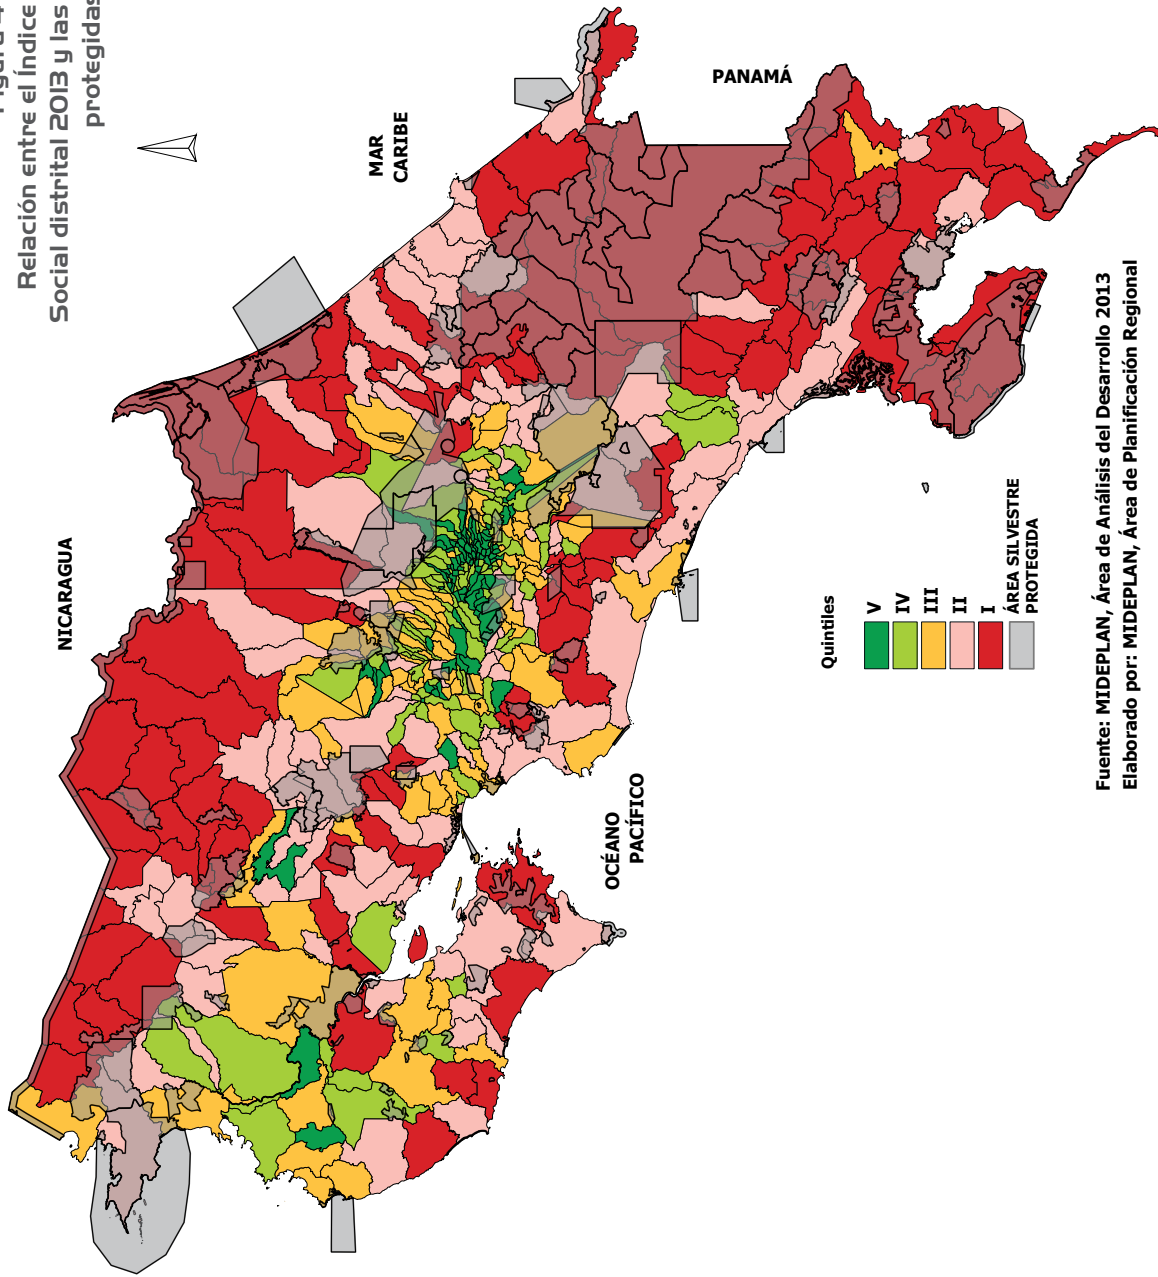 Relación entre el Índice
Social distrital 2013 y las
protegidas
NICARAGUA
MAR
CARIBE
PANAMÁ
OCÉANO
PACÍFICO
Quintiles
V
IV
III
II
I
ÁREA SILVESTRE
PROTEGIDA
Fuente: MIDEPLAN, Área de Análisis del Desarrollo 2013
Elaborado por: MIDEPLAN, Área de Planificación Regional